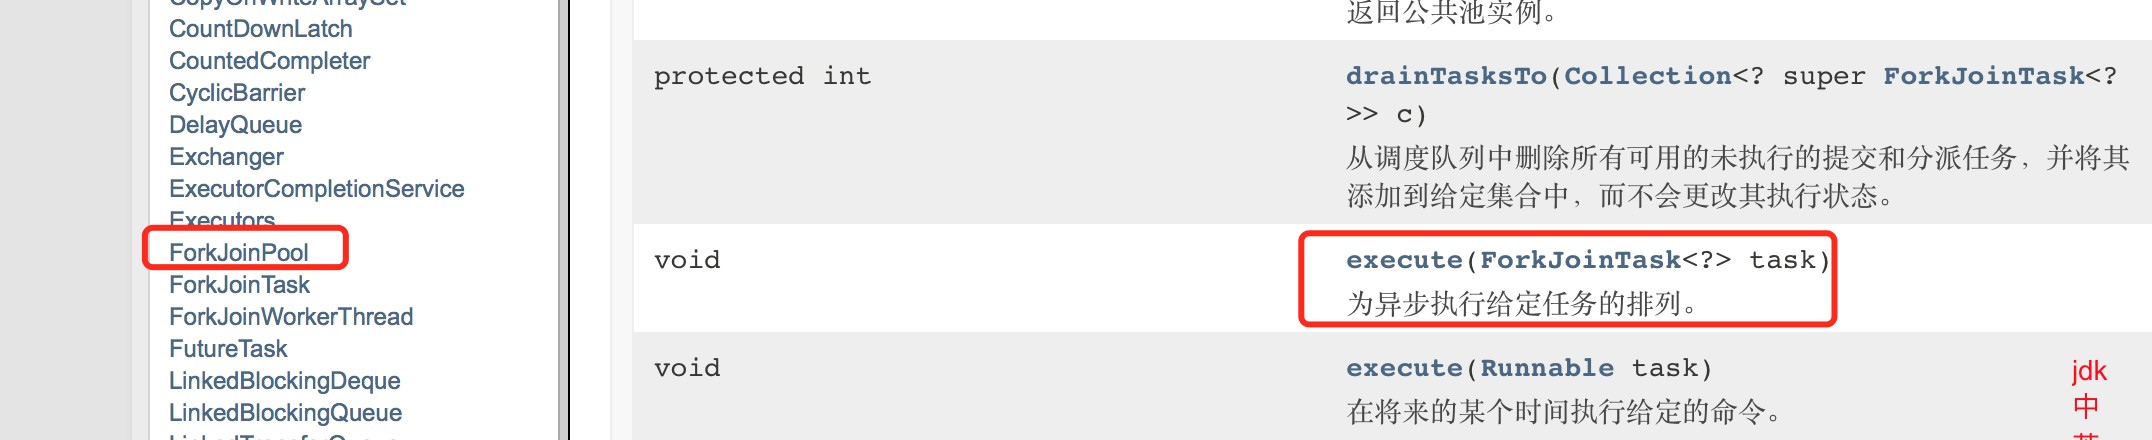 CopyOnWriteArraySet
CountDownLatch
CountedCompleter
CyclicBarrier
DelayQueue
Exchanger
ExecutorCompletionService
Executors
ForkJoinPool
ForkJoinTask
ForkJoinWorkerThread
FutureTask
LinkedBlockingDeque
LinkedBlockingQueue
LinkedTransferQueue
返回公共池实例。
protected int
drainTasksTo(Collection<? super ForkJoinTask<?
>> c)
从调度队列中删除所有可用的未执行的提交和分派任务，并将其
添加到给定集合中，而不会更改其执行状态。
void
execute(ForkJoinTask<?> task)
为异步执行给定任务的排列。
void
execute(Runnable task)
在将来的某个时间执行给定的命令。
jdk
中